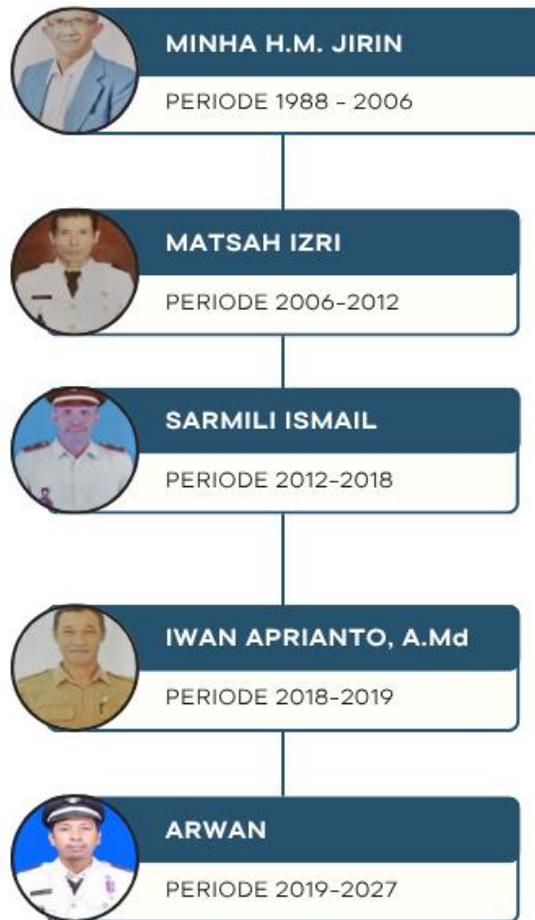 MINHA H.M. JIRIN
PERIODE 1988 - 2006
MATSAH IZRI
PERIODE 2006-2012
SARMILI ISMAIL
PERIODE 2012-2018
IWAN APRIANTO, A.Md
PERIODE 2018-2019
ARWAN
PERIODE 2019-2027